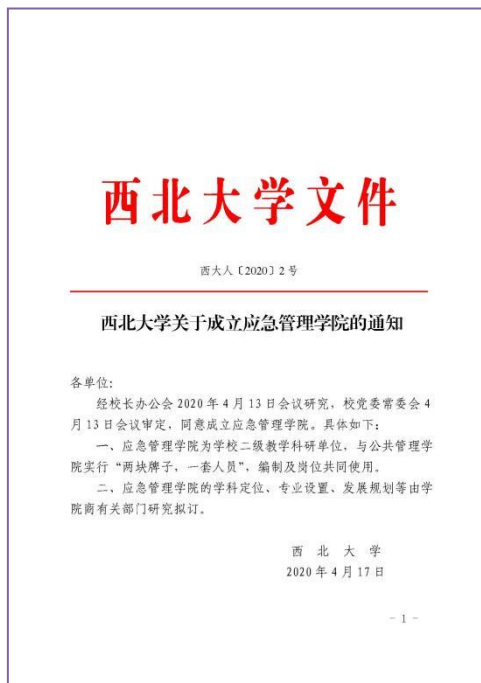 西北大学文件
西大人〔2020〕2号
西北大学关于成立应急管理学院的通知
各单位：
经校长办公会2020年4月13日会议研究，校党委常委会4
月13日会议审定，同意成立应急管理学院。具体如下：
一、应急管理学院为学校二级教学科研单位，与公共管理学
院实行“两块牌子，一套人员”，编制及岗位共同使用。
二、应急管理学院的学科定位、专业设置、发展规划等由学
院商有关部门研究拟订。
西北大学
2020年4月17日
- 1 -